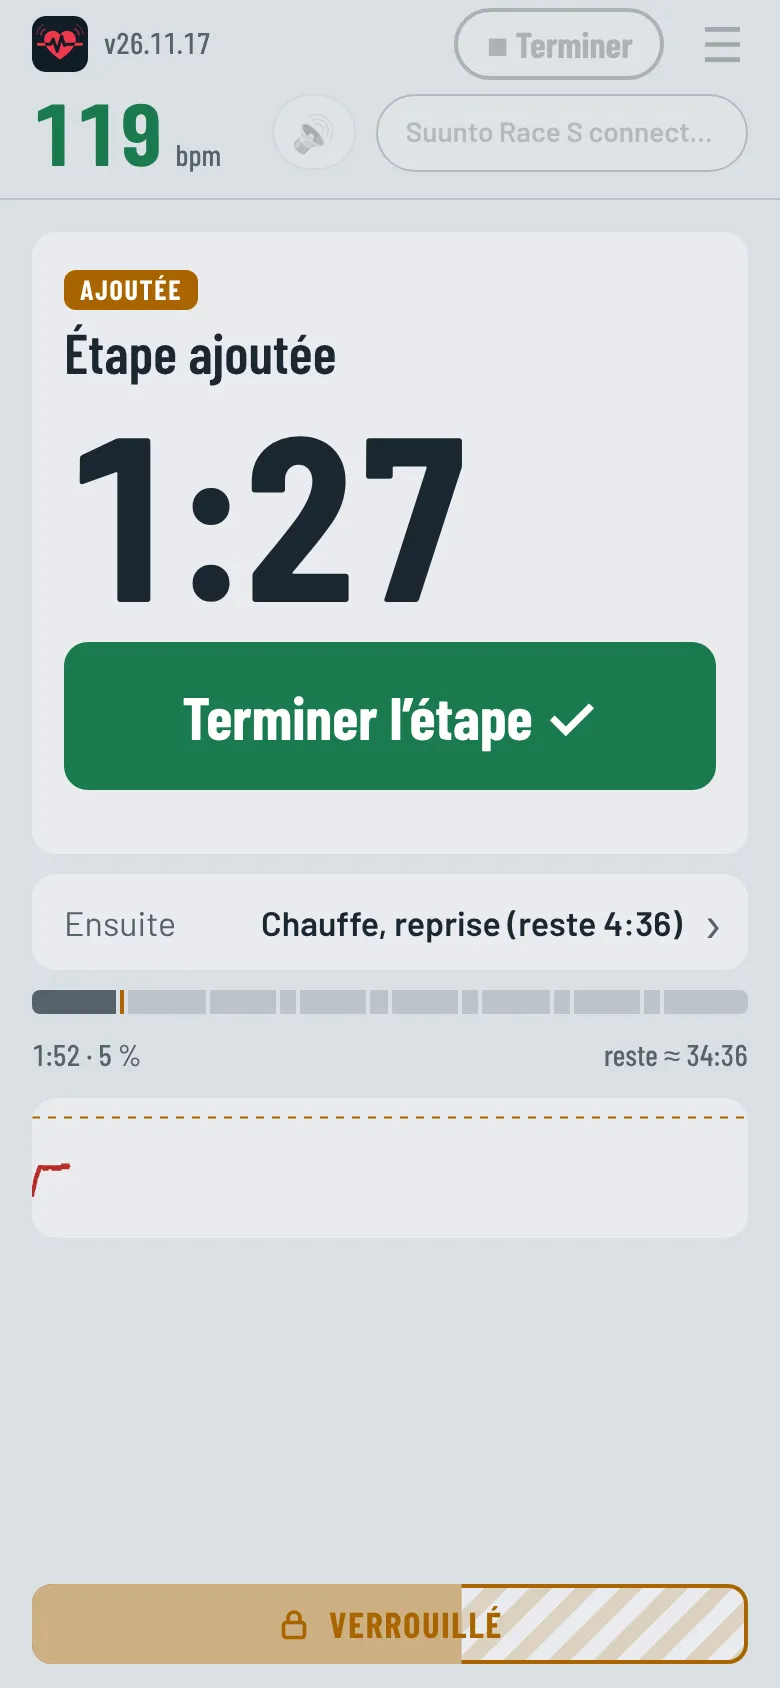 v26.11.17
■ Terminer
119 bpm
Suunto Race S connect...
AJOUTÉE
Étape ajoutée
1:27
Terminer l’étape ✓
Ensuite
Chauffe, reprise (reste 4:36) ›
1:52 · 5 %
reste ≈ 34:36
VERROUILLÉ